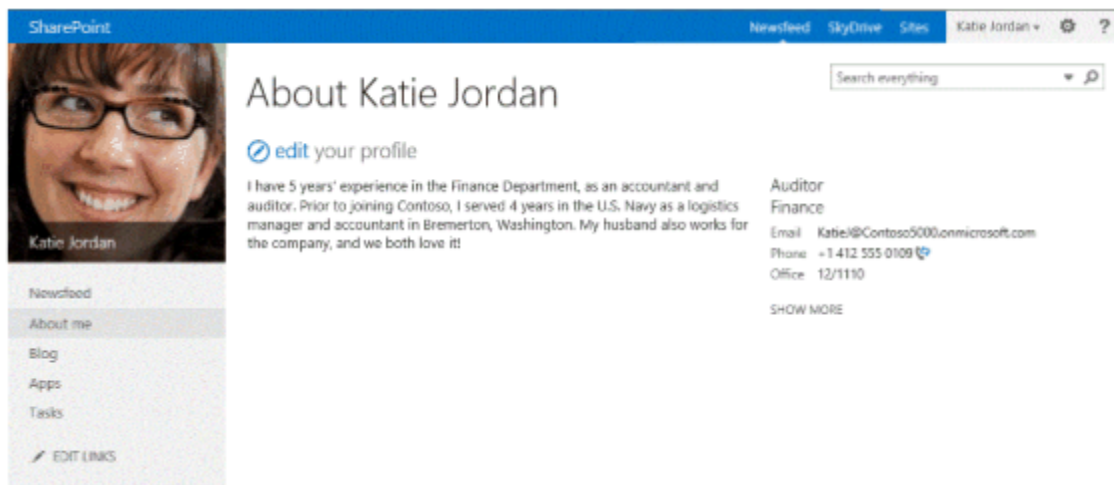 SharePoint
Newsfeed SkyDrive Sites Katie Jordan ?
Search everything
About Katie Jordan
edit your profile
I have 5 years' experience in the Finance Department, as an accountant and
auditor. Prior to joining Contoso, I served 4 years in the U.S. Navy as a logistics
manager and accountant in Bremerton, Washington. My husband also works for
the company, and we both love it!
Auditor
Finance
Email KatieJ@Contoso5000.onmicrosoft.com
Phone +1 412 555 0109
Office 12/1110
SHOW MORE
Katie Jordan
Newsfeed
About me
Blog
Apps
Tasks
EDIT LINKS